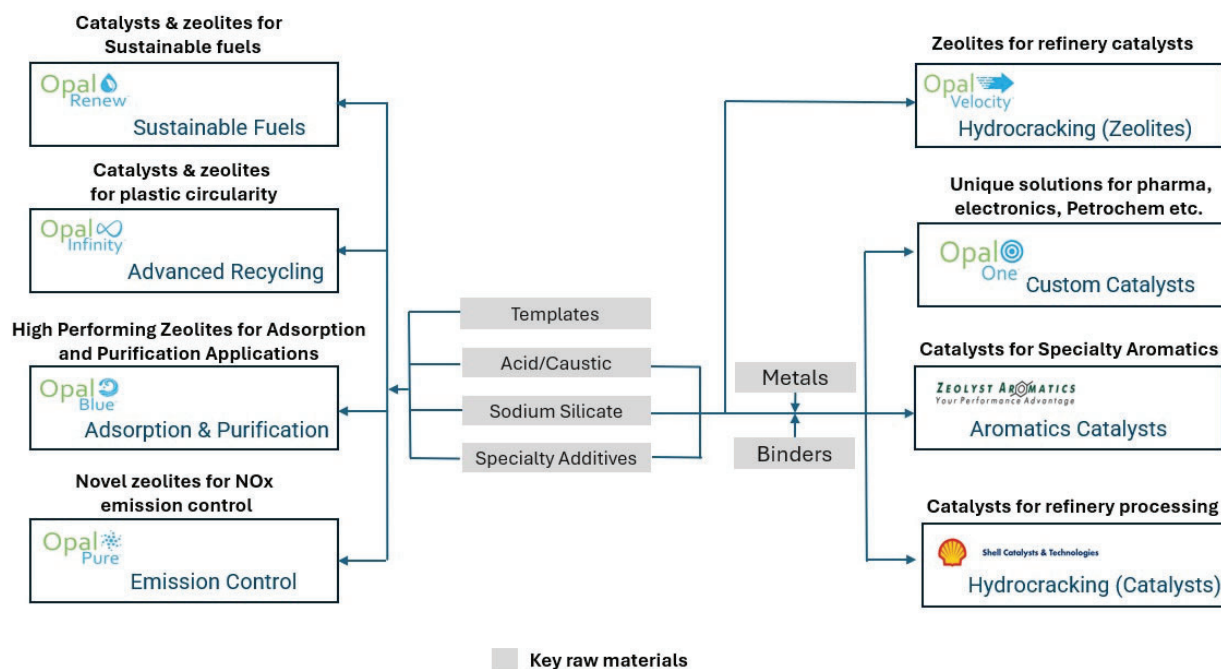 Catalysts & zeolites for
Sustainable fuels
Opal
Renew
Sustainable Fuels
Catalysts & zeolites
for plastic circularity
Opal
Infinity
Advanced Recycling
High Performing Zeolites for Adsorption
and Purification Applications
Opal
Blue
Adsorption & Purification
Novel zeolites for NOx
emission control
Opal
Pure
Emission Control
Templates
Acid/Caustic
Sodium Silicate
Specialty Additives
Metals
Binders
Zeolites for refinery catalysts
Opal
Velocity
Hydrocracking (Zeolites)
Unique solutions for pharma,
electronics, Petrochem etc.
Opal
One
Custom Catalysts
Catalysts for Specialty Aromatics
ZEOLYST AROMATICS
Your Performance Advantage
Aromatics Catalysts
Catalysts for refinery processing
Shell Catalysts & Technologies
Hydrocracking (Catalysts)
Key raw materials